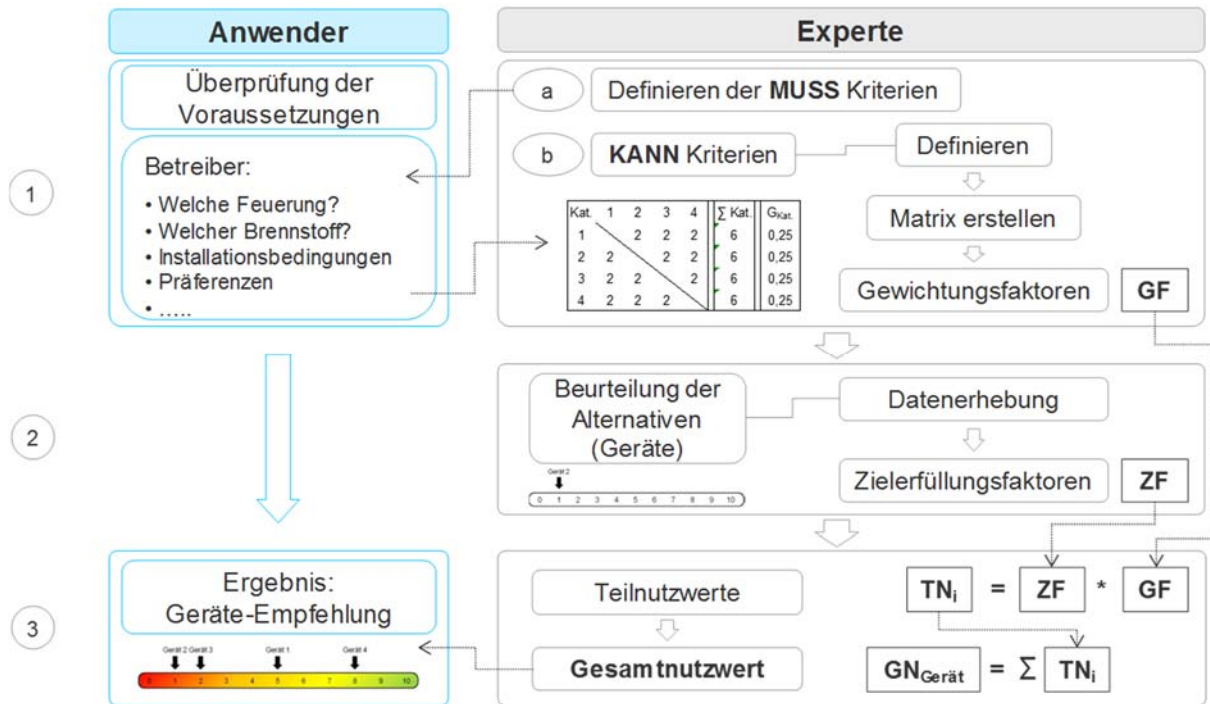 Anwender
Experte
1
Überprüfung der
Voraussetzungen
Betreiber:
• Welche Feuerung?
• Welcher Brennstoff?
• Installationsbedingungen
• Präferenzen
• .....
a
Definieren der MUSS Kriterien
b
KANN Kriterien
Definieren
Matrix erstellen
Gewichtungsfaktoren
GF
Kat. 1 2 3 4 ∑ Kat. GKat.
1 2 2 2 6 0,25
2 2 2 2 6 0,25
3 2 2 2 6 0,25
4 2 2 2 6 0,25
2
Beurteilung der
Alternativen
(Geräte)
Gerät 2
0 1 2 3 4 5 6 7 8 9 10
Datenerhebung
Zielerfüllungsfaktoren
ZF
3
Ergebnis:
Geräte-Empfehlung
Gerät 2 Gerät 3 Gerät 1 Gerät 4
0 1 2 3 4 5 6 7 8 9 10
Teilnutzwerte
Gesamtnutzwert
TNi = ZF * GF
GNGerät = ∑ TNi